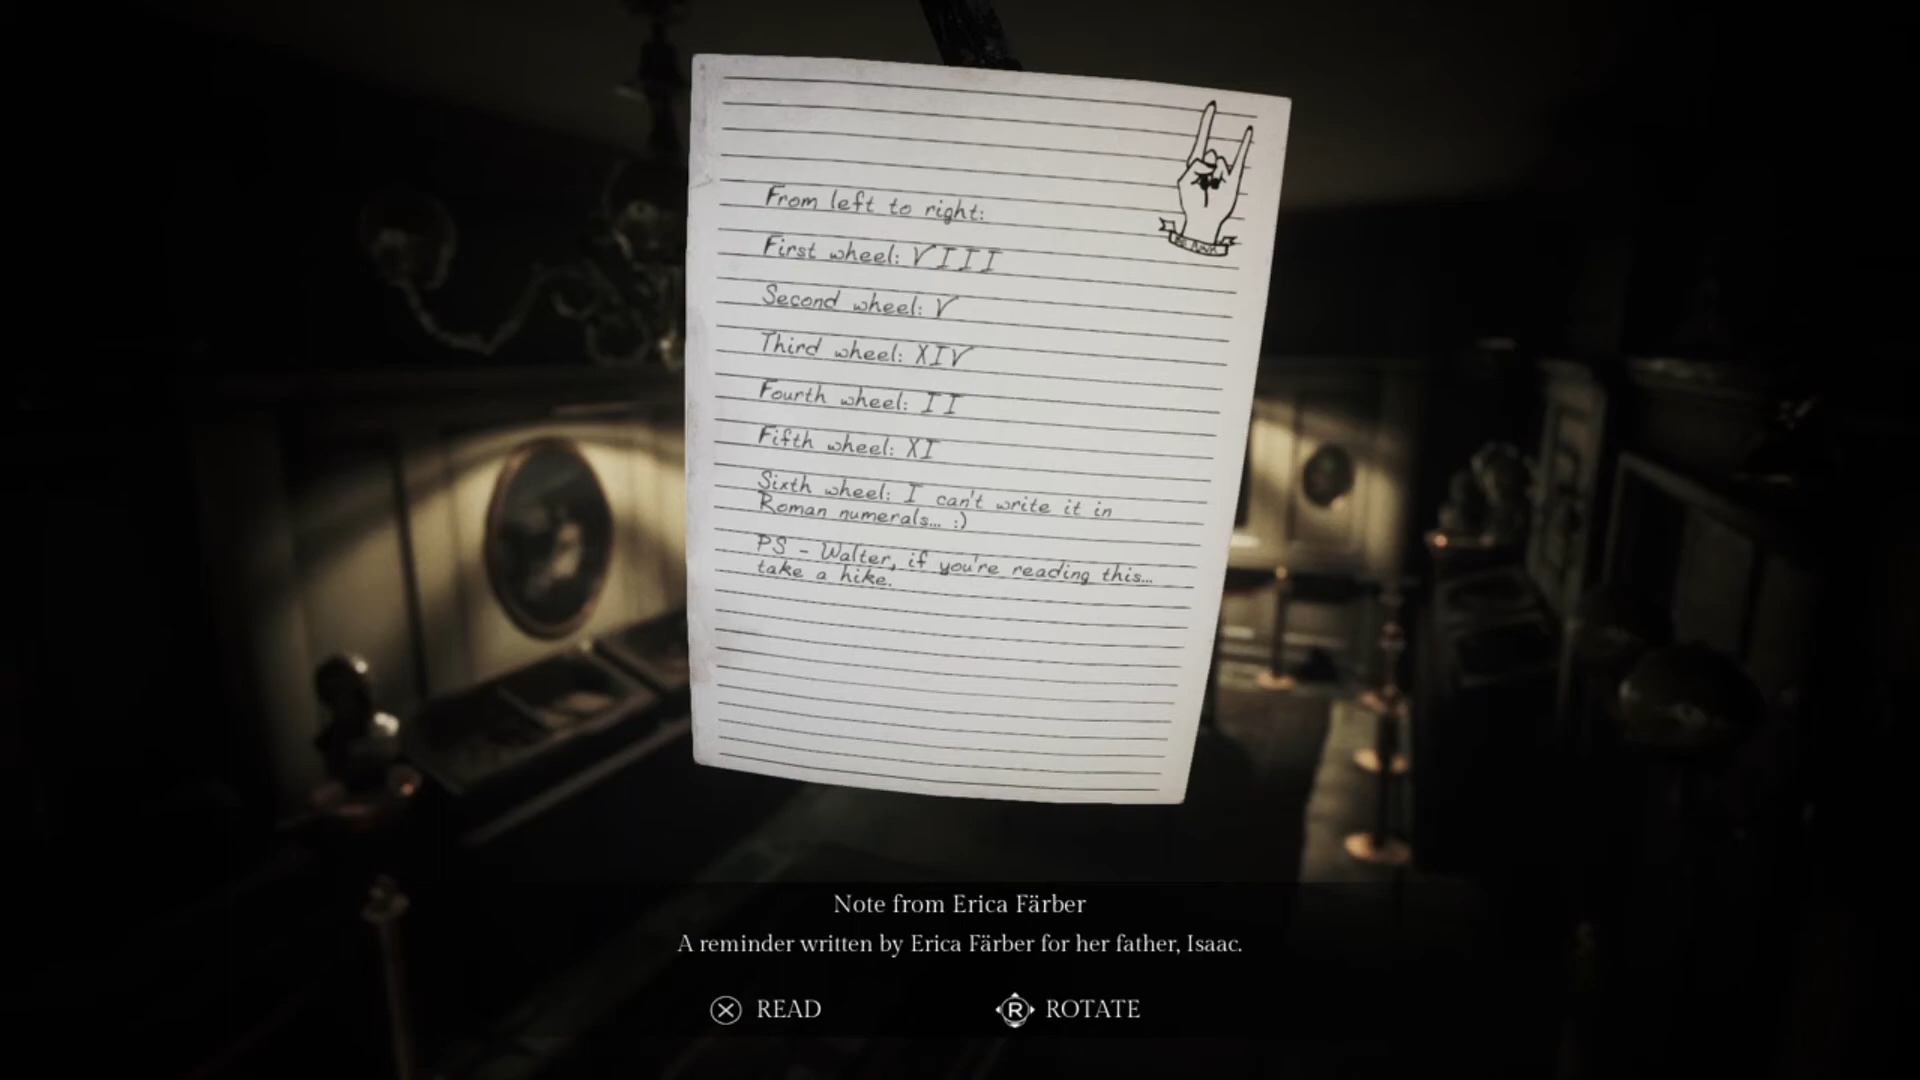 From left to right:
First wheel: VIII
Second wheel: V
Third wheel: XIV
Fourth wheel: II
Fifth wheel: XI
Sixth wheel: I can't write it in
Roman numerals... :)
PS - Walter, if you're reading this...
take a hike.
Note from Erica Färber
A reminder written by Erica Färber for her father, Isaac.
READ
R ROTATE